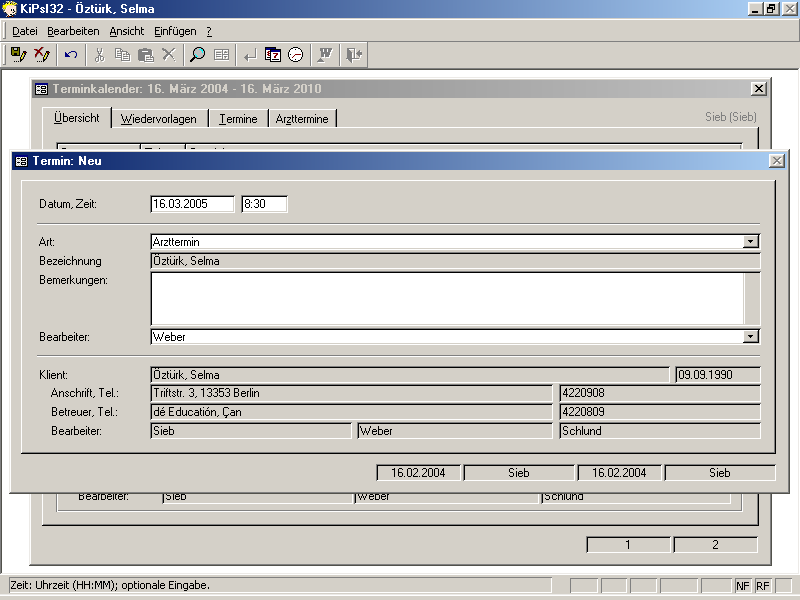 KiPsI32 - Öztürk, Selma
Datei Bearbeiten Ansicht Einfügen ?
Terminkalender: 16. März 2004 - 16. März 2010
Übersicht Wiedervorlagen Termine Arzttermine Sieb (Sieb)
Termin: Neu
Datum, Zeit: 16.03.2005 8:30
Art: Arzttermin
Bezeichnung Öztürk, Selma
Bemerkungen:
Bearbeiter: Weber
Klient: Öztürk, Selma 09.09.1990
Anschrift, Tel.: Triftstr. 3, 13353 Berlin 4220908
Betreuer, Tel.: dé Educatión, Çan 4220809
Bearbeiter: Sieb Weber Schlund
16.02.2004 Sieb 16.02.2004 Sieb
Bearbeiter: Sieb Weber Schlund
1 2
Zeit: Uhrzeit (HH:MM); optionale Eingabe. NF RF